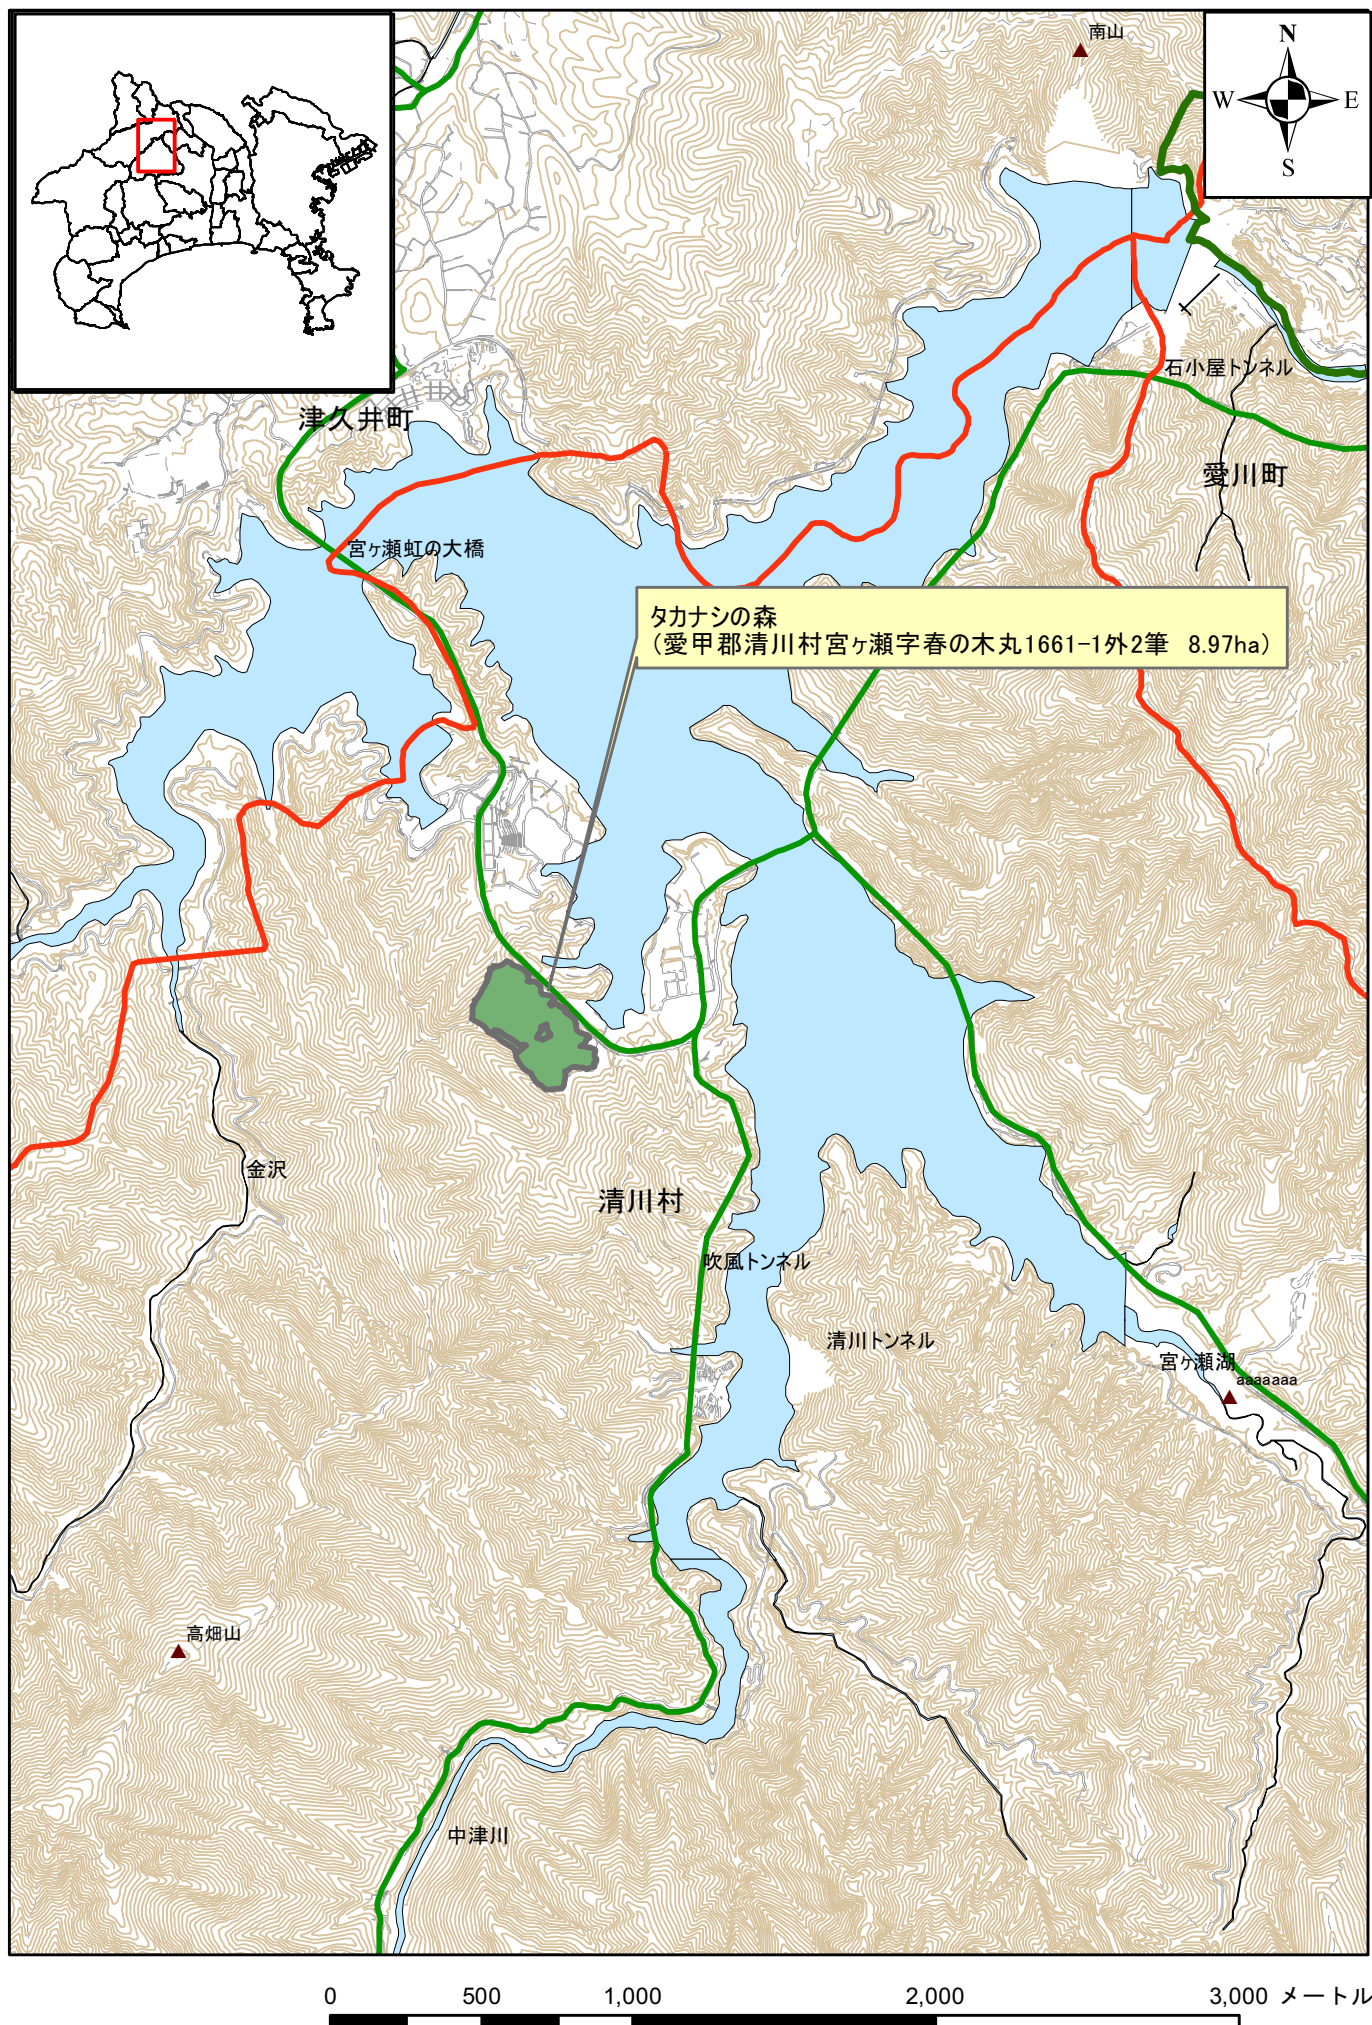 南山
N
W
E
S
石小屋トンネル
津久井町
愛川町
宮ヶ瀬虹の大橋
タカナシの森
（愛甲郡清川村宮ヶ瀬字春の木丸1661-1外2筆 8.97ha）
金沢
清川村
吹風トンネル
清川トンネル
宮ヶ瀬湖
aaaaaaa
高畑山
中津川
0 500 1,000 2,000 3,000 メートル